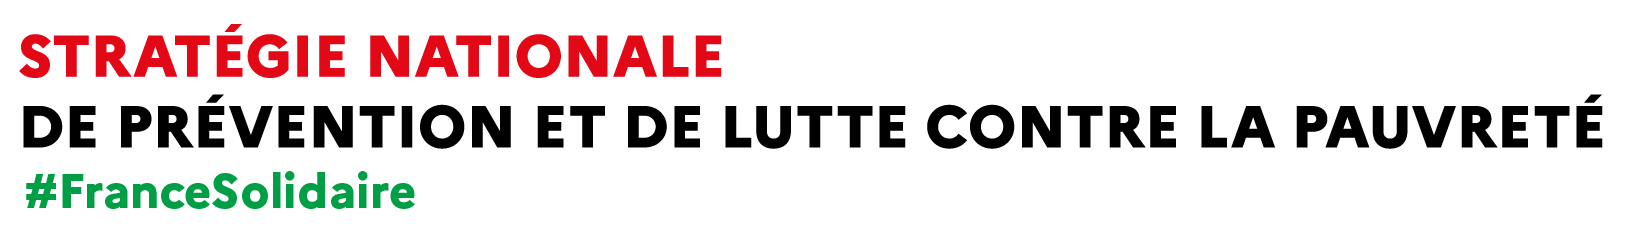 STRATÉGIE NATIONALE
DE PRÉVENTION ET DE LUTTE CONTRE LA PAUVRETÉ
#FranceSolidaire